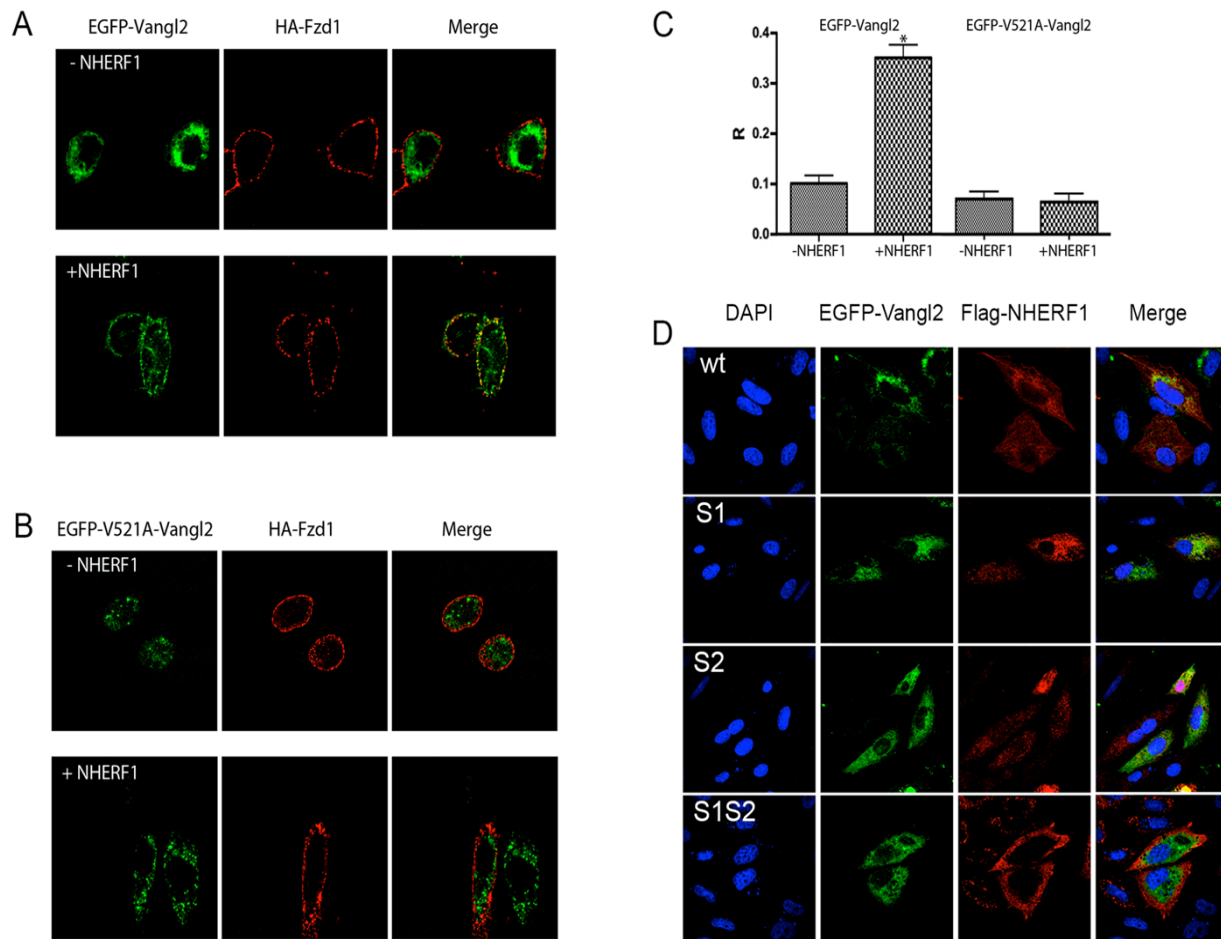 A
EGFP-Vangl2 HA-Fzd1 Merge
- NHERF1
+NHERF1
B
EGFP-V521A-Vangl2 HA-Fzd1 Merge
- NHERF1
+ NHERF1
C
EGFP-Vangl2 EGFP-V521A-Vangl2
0.4
0.3
0.2
0.1
0.0
R
*
-NHERF1 +NHERF1 -NHERF1 +NHERF1
D
DAPI EGFP-Vangl2 Flag-NHERF1 Merge
wt
S1
S2
S1S2